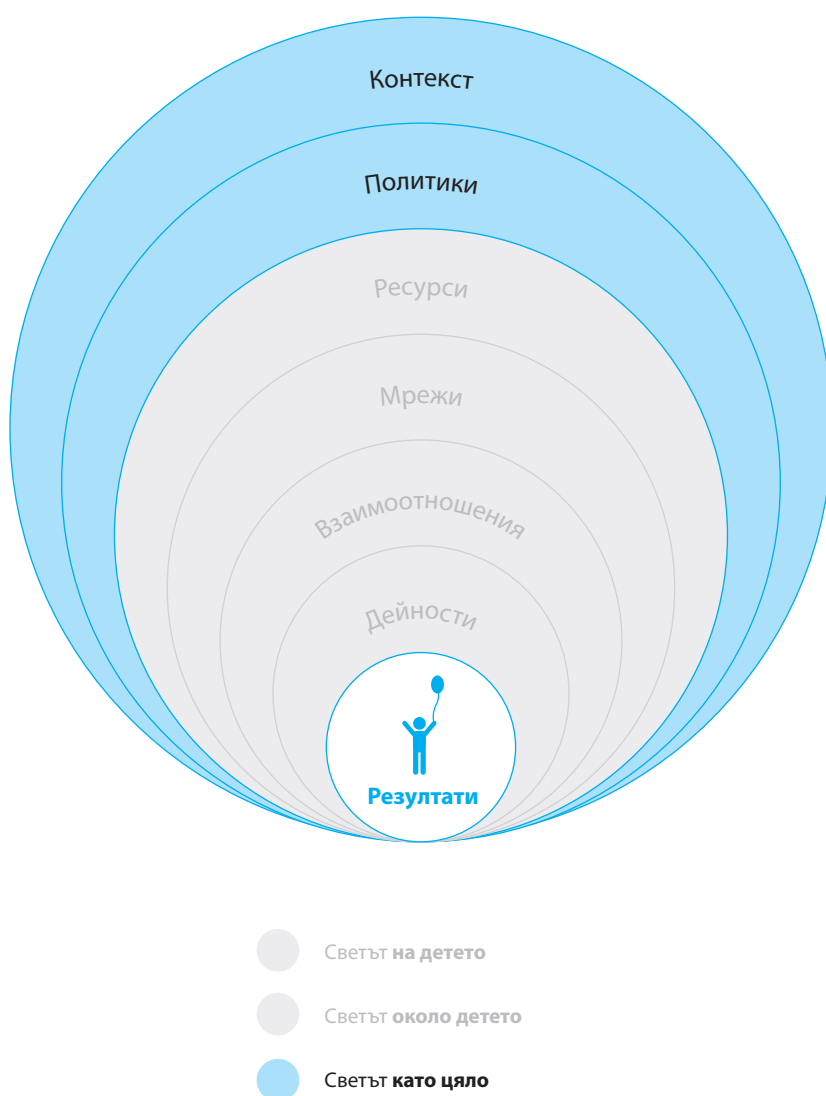 Контекст
Политики
Ресурси
Мрежи
Взаимоотношения
Дейности
Резултати
Светът на детето
Светът около детето
Светът като цяло